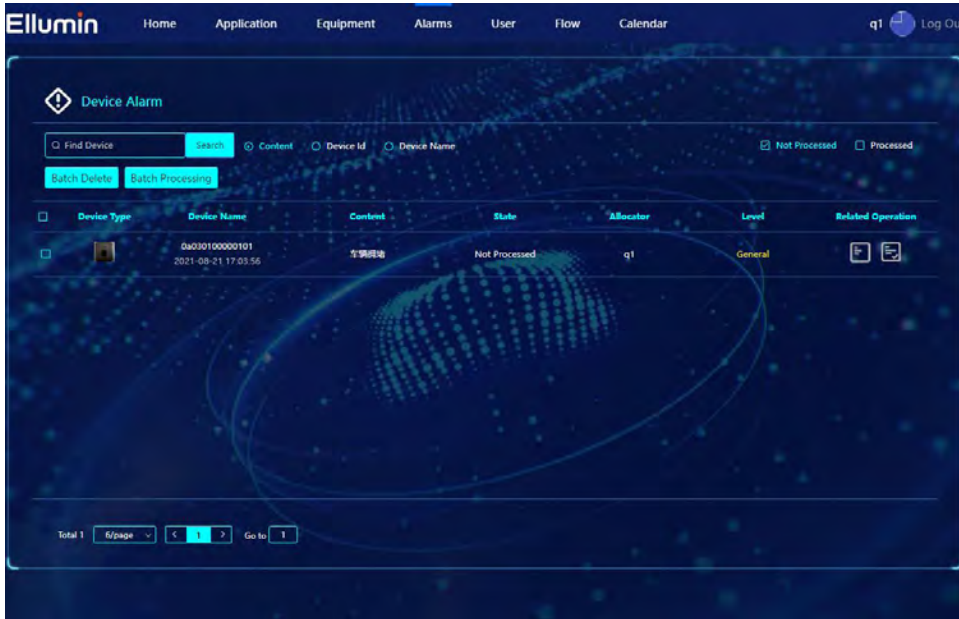 Ellumin Home Application Equipment Alarms User Flow Calendar q1 Log Ou
Device Alarm
Find Device Search Content Device Id Device Name Not Processed Processed
Batch Delete Batch Processing
Device Type Device Name Content State Allocator Level Related Operation
0a030100000101
2021-08-21 17:03:56
车辆拥堵 Not Processed q1 General
Total 1 6/page < 1 > Go to 1